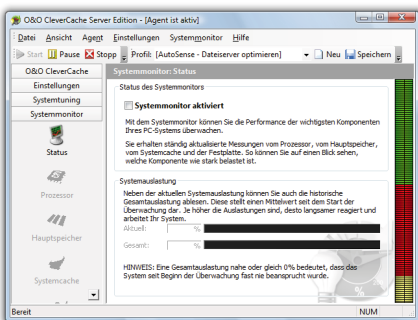 O&O CleverCache Server Edition - [Agent ist aktiv]
Datei Ansicht Agent Einstellungen Systemmonitor Hilfe
Start Pause Stopp Profil: [AutoSense - Dateiserver optimieren] Neu Speichern
O&O CleverCache
Einstellungen
Systemtuning
Systemmonitor
Status
Prozessor
Hauptspeicher
Systemcache
Systemmonitor: Status
Status des Systemmonitors
Systemmonitor aktiviert
Mit dem Systemmonitor können Sie die Performance der wichtigsten Komponenten
Ihres PC-Systems überwachen.
Sie erhalten ständig aktualisierte Messungen vom Prozessor, vom Hauptspeicher,
vom Systemcache und der Festplatte. So können Sie auf einen Blick sehen,
welche Komponente wie stark belastet ist.
Systemauslastung
Neben der aktuellen Systemauslastung können Sie auch die historische
Gesamtauslastung ablesen. Diese stellt einen Mittelwert seit dem Start der
Überwachung dar. Je höher die Auslastungen sind, desto langsamer reagiert und
arbeitet Ihr System.
Aktuell: %
Gesamt: %
HINWEIS: Eine Gesamtauslastung nahe oder gleich 0% bedeutet, dass das
System seit Beginn der Überwachung fast nie beansprucht wurde.
%
Bereit
NUM